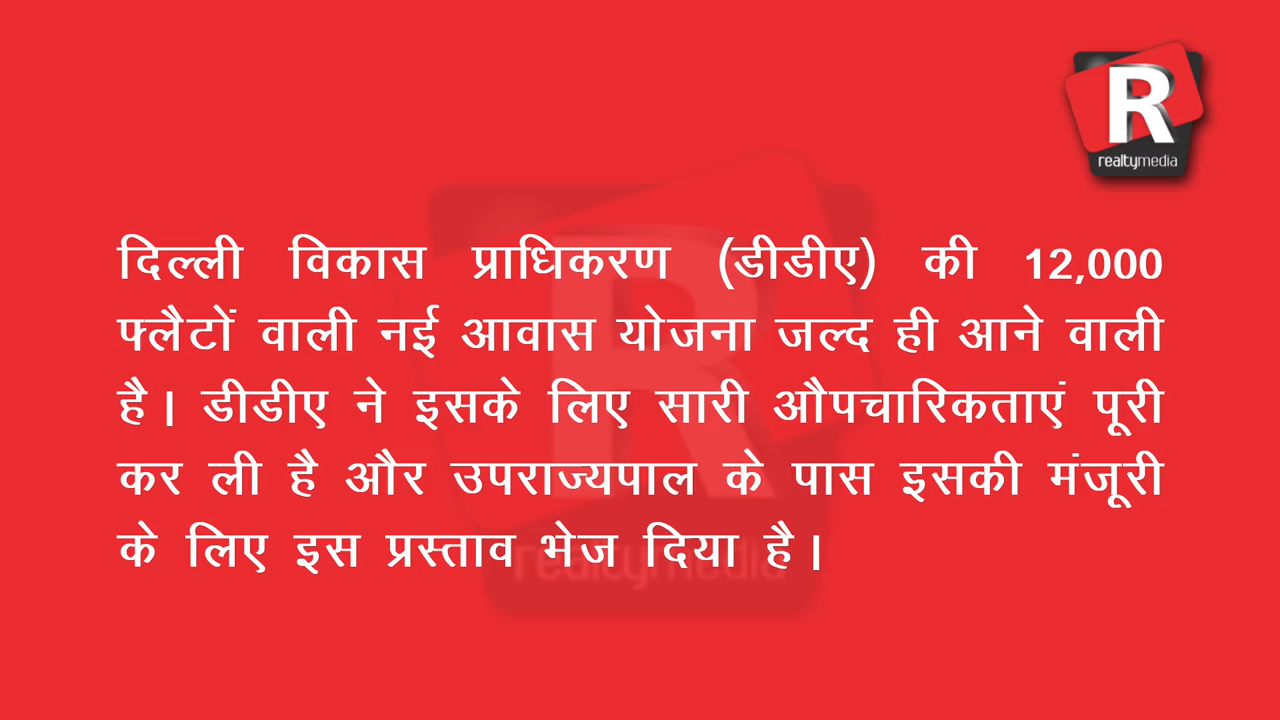 R
realtymedia
दिल्ली विकास प्राधिकरण (डीडीए) की 12,000
फ्लैटों वाली नई आवास योजना जल्द ही आने वाली
है। डीडीए ने इसके लिए सारी औपचारिकताएं पूरी
कर ली है और उपराज्यपाल के पास इसकी मंजूरी
के लिए इस प्रस्ताव भेज दिया है।
R
realtymedia